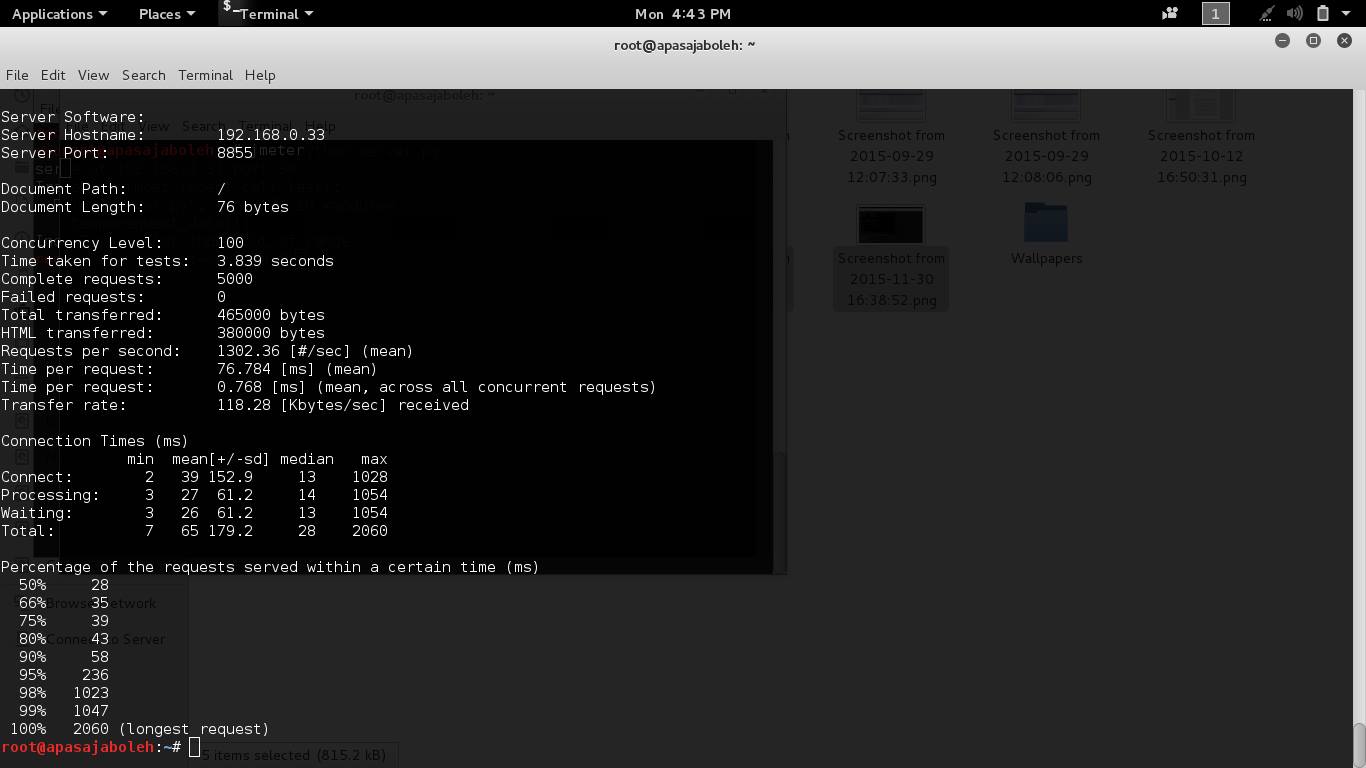 Applications Places Terminal Mon 4:43 PM 1
root@apasajaboleh: ~
File Edit View Search Terminal Help
root@apasajaboleh: ~
Server Software:
Server Hostname: 192.168.0.33
Server Port: 8855
Document Path: /
Document Length: 76 bytes
Concurrency Level: 100
Time taken for tests: 3.839 seconds
Complete requests: 5000
Failed requests: 0
Total transferred: 465000 bytes
HTML transferred: 380000 bytes
Requests per second: 1302.36 [#/sec] (mean)
Time per request: 76.784 [ms] (mean)
Time per request: 0.768 [ms] (mean, across all concurrent requests)
Transfer rate: 118.28 [Kbytes/sec] received
Connection Times (ms)
min mean[+/-sd] median max
Connect: 2 39 152.9 13 1028
Processing: 3 27 61.2 14 1054
Waiting: 3 26 61.2 13 1054
Total: 7 65 179.2 28 2060
Percentage of the requests served within a certain time (ms)
50% 28
66% 35
75% 39
80% 43
90% 58
95% 236
98% 1023
99% 1047
100% 2060 (longest request)
root@apasajaboleh:~#
Screenshot from
2015-09-29
12:07:33.png
Screenshot from
2015-09-29
12:08:06.png
Screenshot from
2015-10-12
16:50:31.png
Screenshot from
2015-11-30
16:38:52.png
Wallpapers
Browse Network
Connect to Server
5 items selected (815.2 kB)